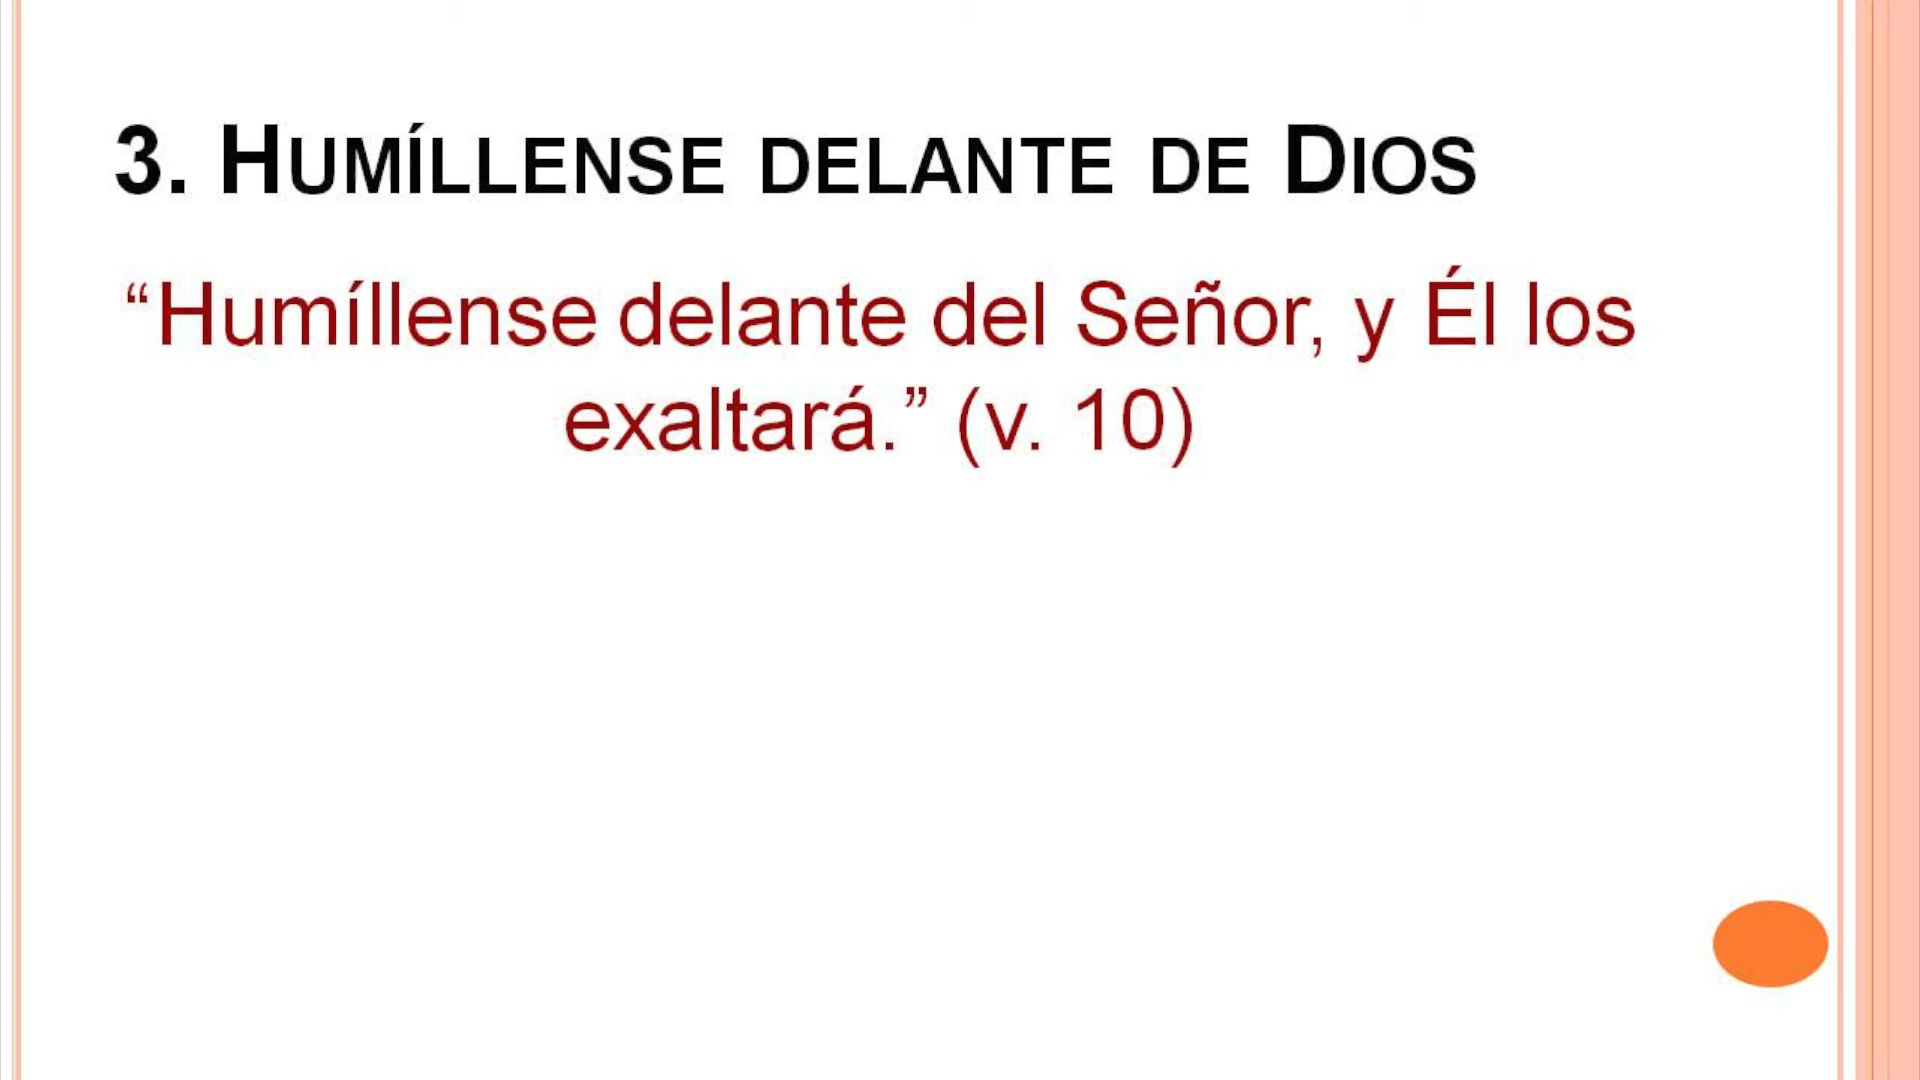 3. HUMÍLLENSE DELANTE DE DIOS
“Humíllense delante del Señor, y Él los
exaltará.” (v. 10)